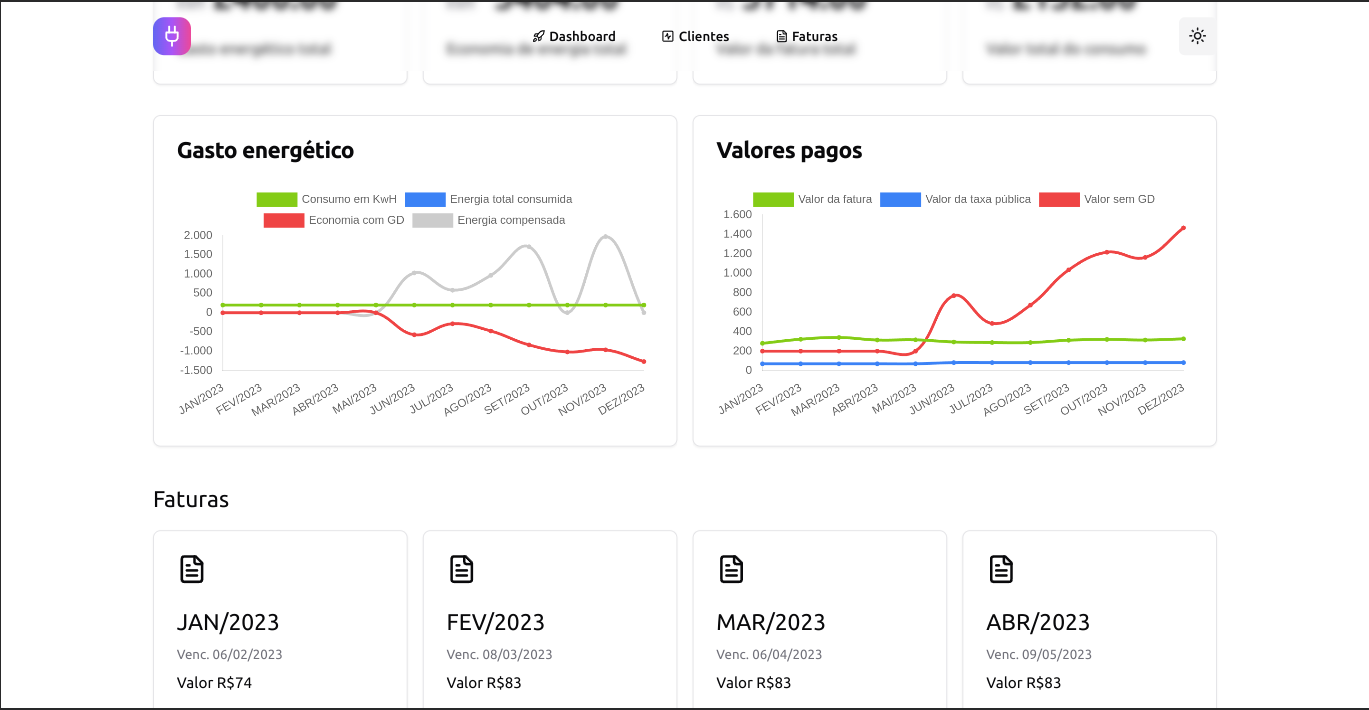 Dashboard Clientes Faturas
Gasto energético total Economia de energia total Valor da fatura total Valor total do consumo
Gasto energético
Consumo em KwH Energia total consumida
Economia com GD Energia compensada
2.000
1.500
1.000
500
0
-500
-1.000
-1.500
JAN/2023 FEV/2023 MAR/2023 ABR/2023 MAI/2023 JUN/2023 JUL/2023 AGO/2023 SET/2023 OUT/2023 NOV/2023 DEZ/2023
Valores pagos
Valor da fatura Valor da taxa pública Valor sem GD
1.600
1.400
1.200
1.000
800
600
400
200
0
JAN/2023 FEV/2023 MAR/2023 ABR/2023 MAI/2023 JUN/2023 JUL/2023 AGO/2023 SET/2023 OUT/2023 NOV/2023 DEZ/2023
Faturas
JAN/2023
Venc. 06/02/2023
Valor R$74
FEV/2023
Venc. 08/03/2023
Valor R$83
MAR/2023
Venc. 06/04/2023
Valor R$83
ABR/2023
Venc. 09/05/2023
Valor R$83